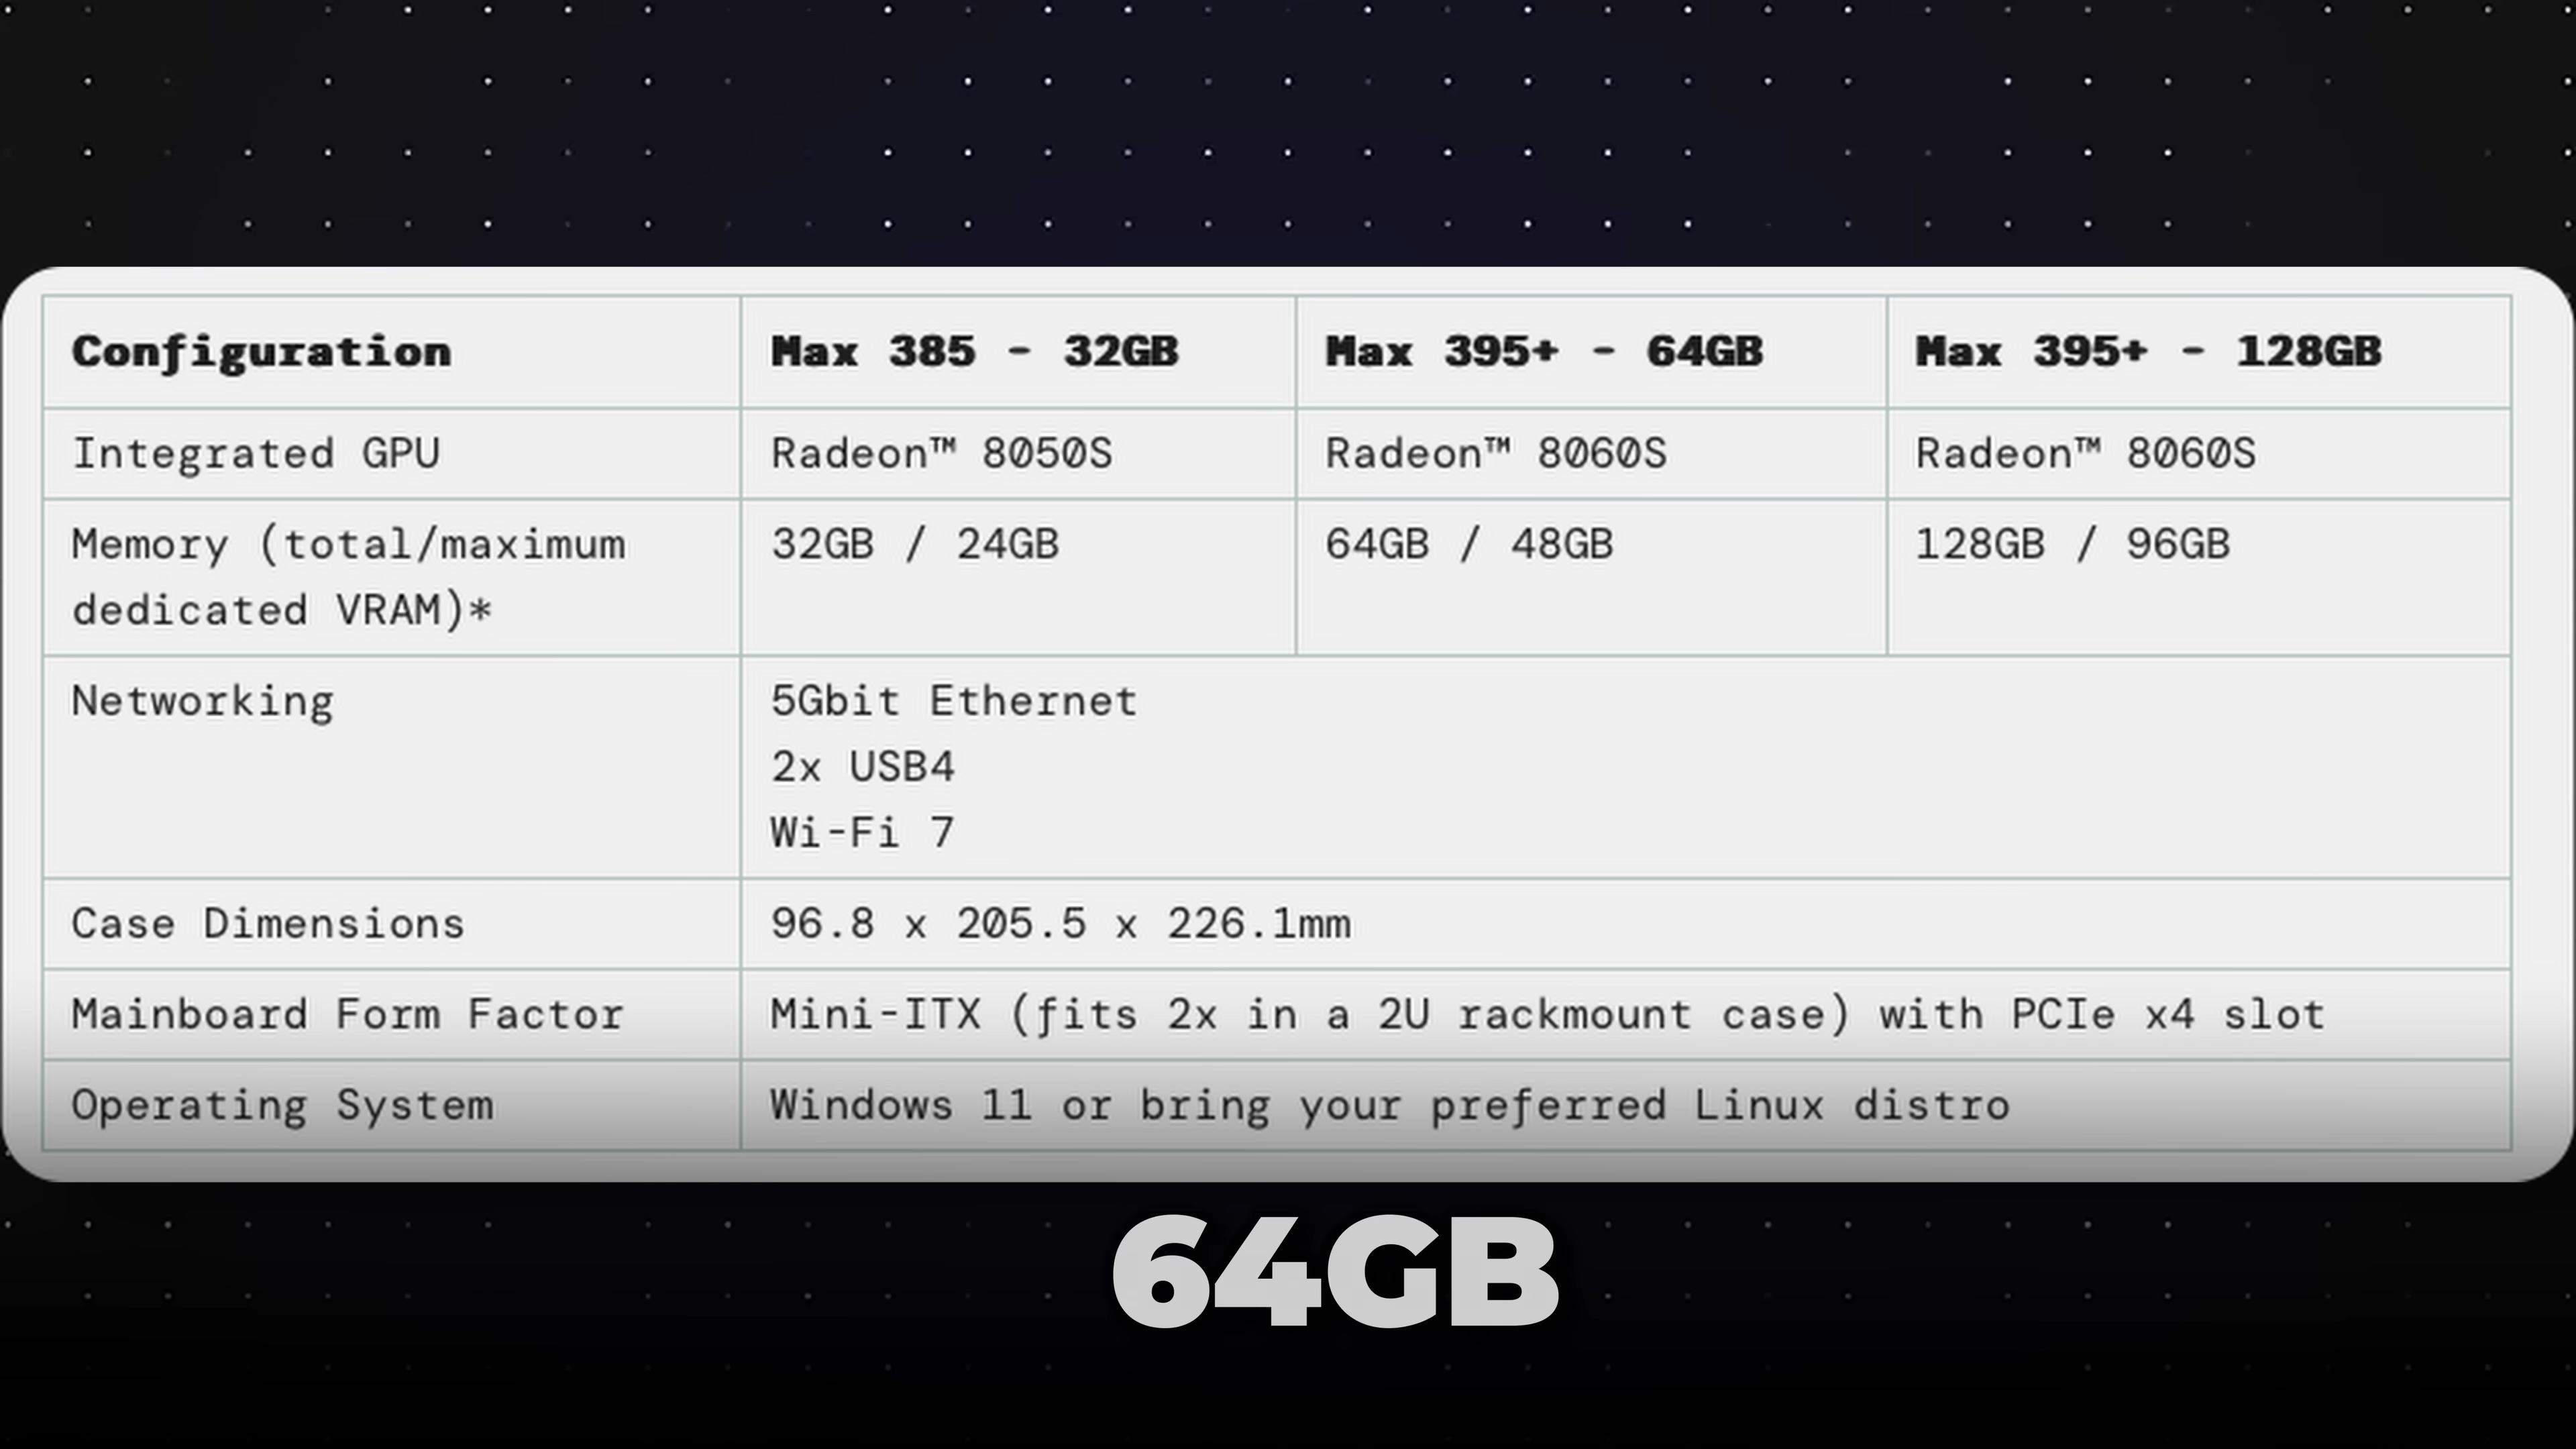 Configuration Max 385 - 32GB Max 395+ - 64GB Max 395+ - 128GB
Integrated GPU Radeon™ 8050S Radeon™ 8060S Radeon™ 8060S
Memory (total/maximum 32GB / 24GB 64GB / 48GB 128GB / 96GB
dedicated VRAM)*
Networking 5Gbit Ethernet
2x USB4
Wi-Fi 7
Case Dimensions 96.8 x 205.5 x 226.1mm
Mainboard Form Factor Mini-ITX (fits 2x in a 2U rackmount case) with PCIe x4 slot
Operating System Windows 11 or bring your preferred Linux distro
64GB